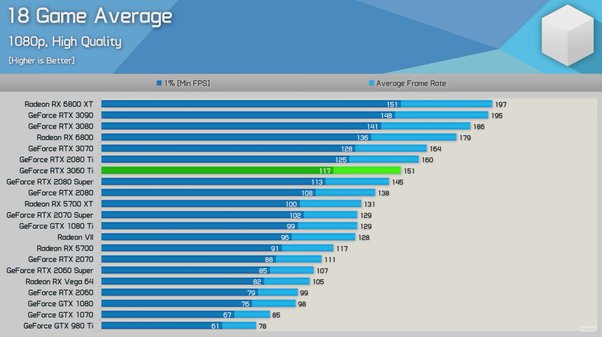 18 Game Average
1080p, High Quality
[Higher is Better]
1% [Min FPS] Average Frame Rate
Radeon RX 6800 XT 151 197
GeForce RTX 3090 148 195
GeForce RTX 3080 141 186
Radeon RX 6800 136 179
GeForce RTX 3070 128 164
GeForce RTX 2080 Ti 125 160
GeForce RTX 3060 Ti 117 151
GeForce RTX 2080 Super 113 145
GeForce RTX 2080 108 138
Radeon RX 5700 XT 100 131
GeForce RTX 2070 Super 102 129
GeForce GTX 1080 Ti 99 129
Radeon VII 96 128
Radeon RX 5700 91 117
GeForce RTX 2070 88 111
GeForce RTX 2060 Super 85 107
Radeon RX Vega 64 82 105
GeForce RTX 2060 79 99
GeForce GTX 1080 76 98
GeForce GTX 1070 67 85
GeForce GTX 980 Ti 61 78